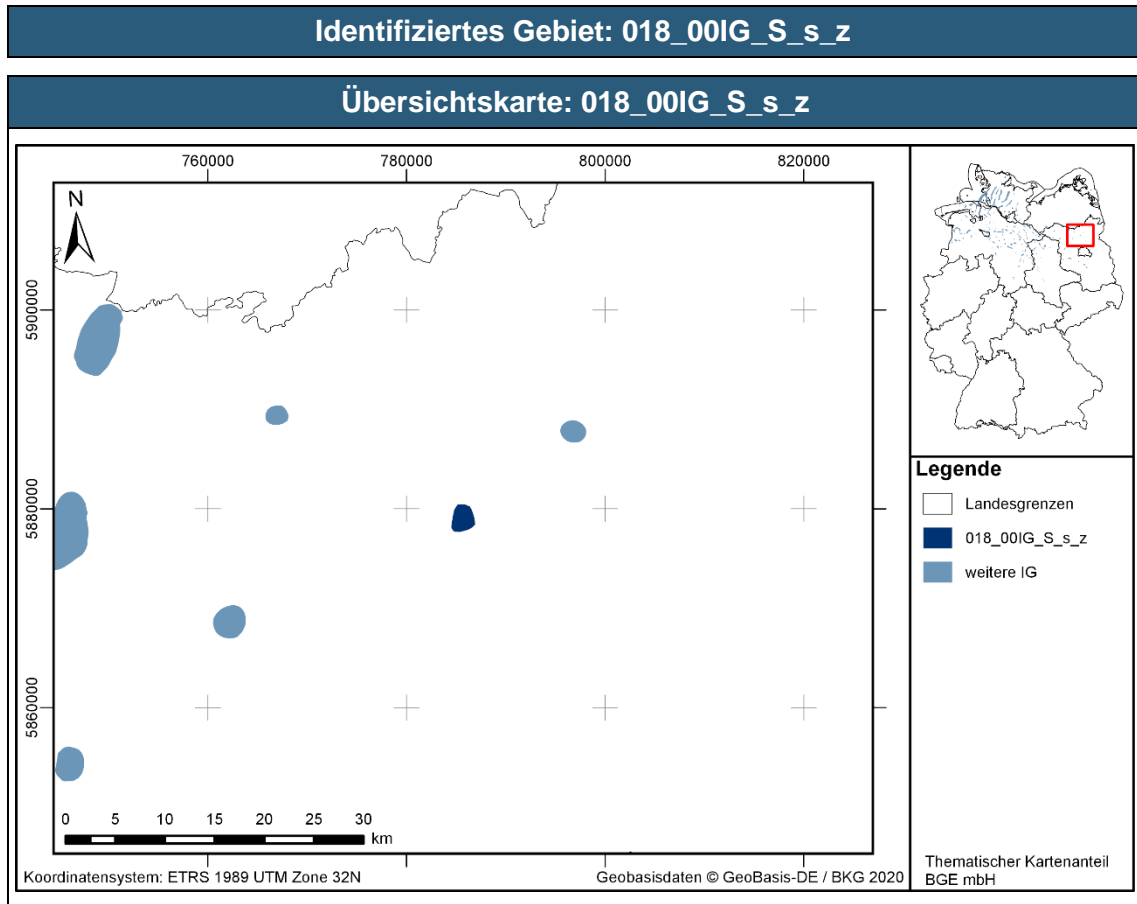 Identifiziertes Gebiet: 018_00IG_S_s_z
Übersichtskarte: 018_00IG_S_s_z
760000 780000 800000 820000
N
5900000
5880000
5860000
0 5 10 15 20 25 30
km
Koordinatensystem: ETRS 1989 UTM Zone 32N
Geobasisdaten © GeoBasis-DE / BKG 2020
Legende
Landesgrenzen
018_00IG_S_s_z
weitere IG
Thematischer Kartenanteil
BGE mbH